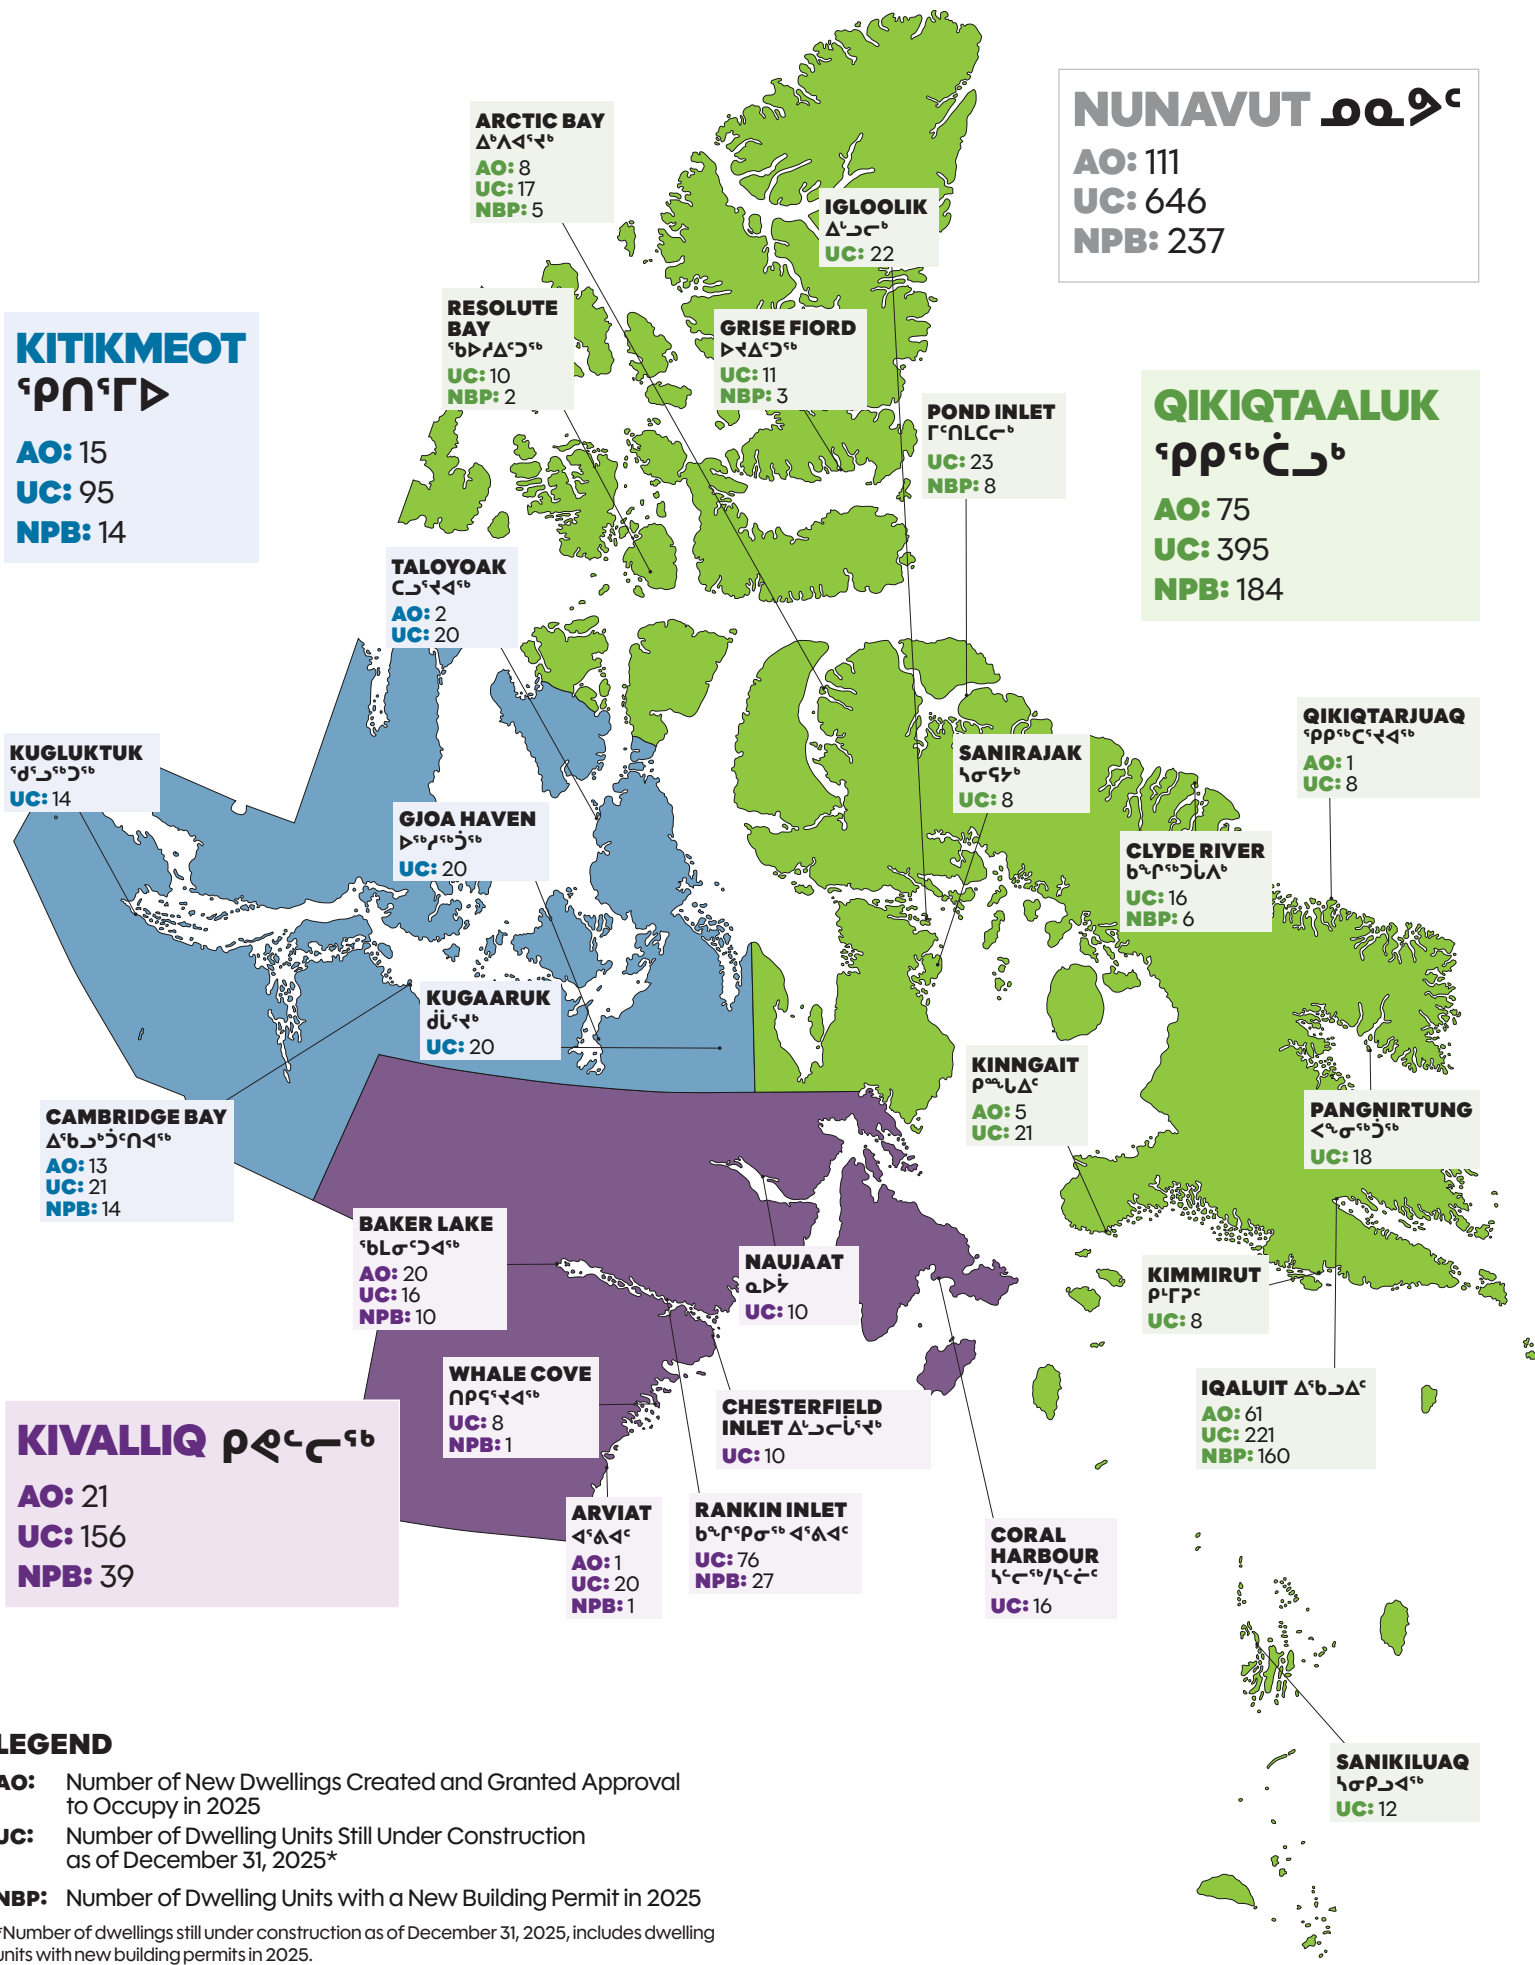 NUNAVUT ᓄᓇᕗᑦ
AO: 111
UC: 646
NPB: 237
ARCTIC BAY
ᐃᒃᐱᐊᕐᔪᒃ
AO: 8
UC: 17
NBP: 5
IGLOOLIK
ᐃᒡᓗᓕᒃ
UC: 22
RESOLUTE
BAY
ᖃᐅᓱᐃᑦᑐᖅ
UC: 10
NBP: 2
GRISE FIORD
ᐅᔪᐃᑦᑐᖅ
UC: 11
NBP: 3
KITIKMEOT
ᕿᑎᕐᒥᐅ
AO: 15
UC: 95
NPB: 14
QIKIQTAALUK
ᕿᑭᖅᑖᓗᒃ
AO: 75
UC: 395
NPB: 184
POND INLET
ᒥᑦᑎᒪᑕᓕᒃ
UC: 23
NBP: 8
TALOYOAK
ᑕᓗᕐᔪᐊᖅ
AO: 2
UC: 20
QIKIQTARJUAQ
ᕿᑭᖅᑕᕐᔪᐊᖅ
AO: 1
UC: 8
KUGLUKTUK
ᖁᕐᓗᖅᑐᖅ
UC: 14
SANIRAJAK
ᓴᓂᕋᔭᒃ
UC: 8
GJOA HAVEN
ᐅᖅᓱᖅᑑᖅ
UC: 20
CLYDE RIVER
ᑲᖏᖅᑐᒑᐱᒃ
UC: 16
NBP: 6
KUGAARUK
ᑰᒑᕐᔪᒃ
UC: 20
KINNGAIT
ᑭᙵᐃᑦ
AO: 5
UC: 21
PANGNIRTUNG
ᐸᖕᓂᖅᑑᖅ
UC: 18
CAMBRIDGE BAY
ᐃᖃᓗᒃᑑᑦᑎᐊᖅ
AO: 13
UC: 21
NPB: 14
BAKER LAKE
ᖃᒪᓂᑦᑐᐊᖅ
AO: 20
UC: 16
NPB: 10
NAUJAAT
ᓇᐅᔮᑦ
UC: 10
KIMMIRUT
ᑭᒻᒥᕈᑦ
UC: 8
WHALE COVE
ᑎᑭᕋᕐᔪᐊᖅ
UC: 8
NPB: 1
CHESTERFIELD
INLET ᐃᒡᓗᓕᒑᕐᔪᒃ
UC: 10
IQALUIT ᐃᖃᓗᐃᑦ
AO: 61
UC: 221
NBP: 160
KIVALLIQ ᑭᕙᓪᓕᖅ
AO: 21
UC: 156
NPB: 39
ARVIAT
ᐊᕐᕕᐊᑦ
AO: 1
UC: 20
NPB: 1
RANKIN INLET
ᑲᖏᕿᓂᖅ ᐊᕐᕕᐊᑦ
UC: 76
NPB: 27
CORAL
HARBOUR
ᓴᓪᓕᖅ/ᓴᓪᓖᑦ
UC: 16
SANIKILUAQ
ᓴᓂᑭᓗᐊᖅ
UC: 12
LEGEND
AO: Number of New Dwellings Created and Granted Approval
to Occupy in 2025
UC: Number of Dwelling Units Still Under Construction
as of December 31, 2025*
NBP: Number of Dwelling Units with a New Building Permit in 2025
*Number of dwellings still under construction as of December 31, 2025, includes dwelling
units with new building permits in 2025.